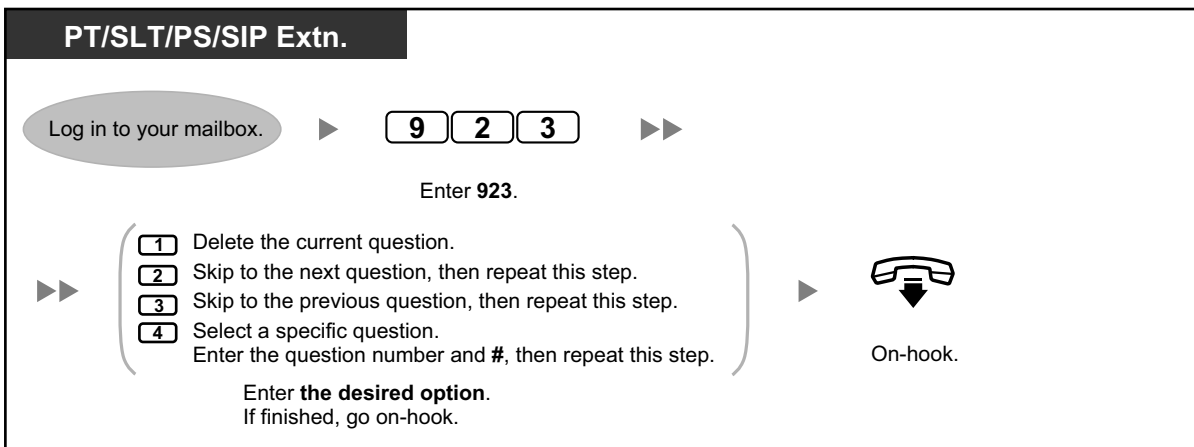 PT/SLT/PS/SIP Extn.
Log in to your mailbox.
9 2 3
Enter 923.
1 Delete the current question.
2 Skip to the next question, then repeat this step.
3 Skip to the previous question, then repeat this step.
4 Select a specific question.
Enter the question number and #, then repeat this step.
On-hook.
Enter the desired option.
If finished, go on-hook.